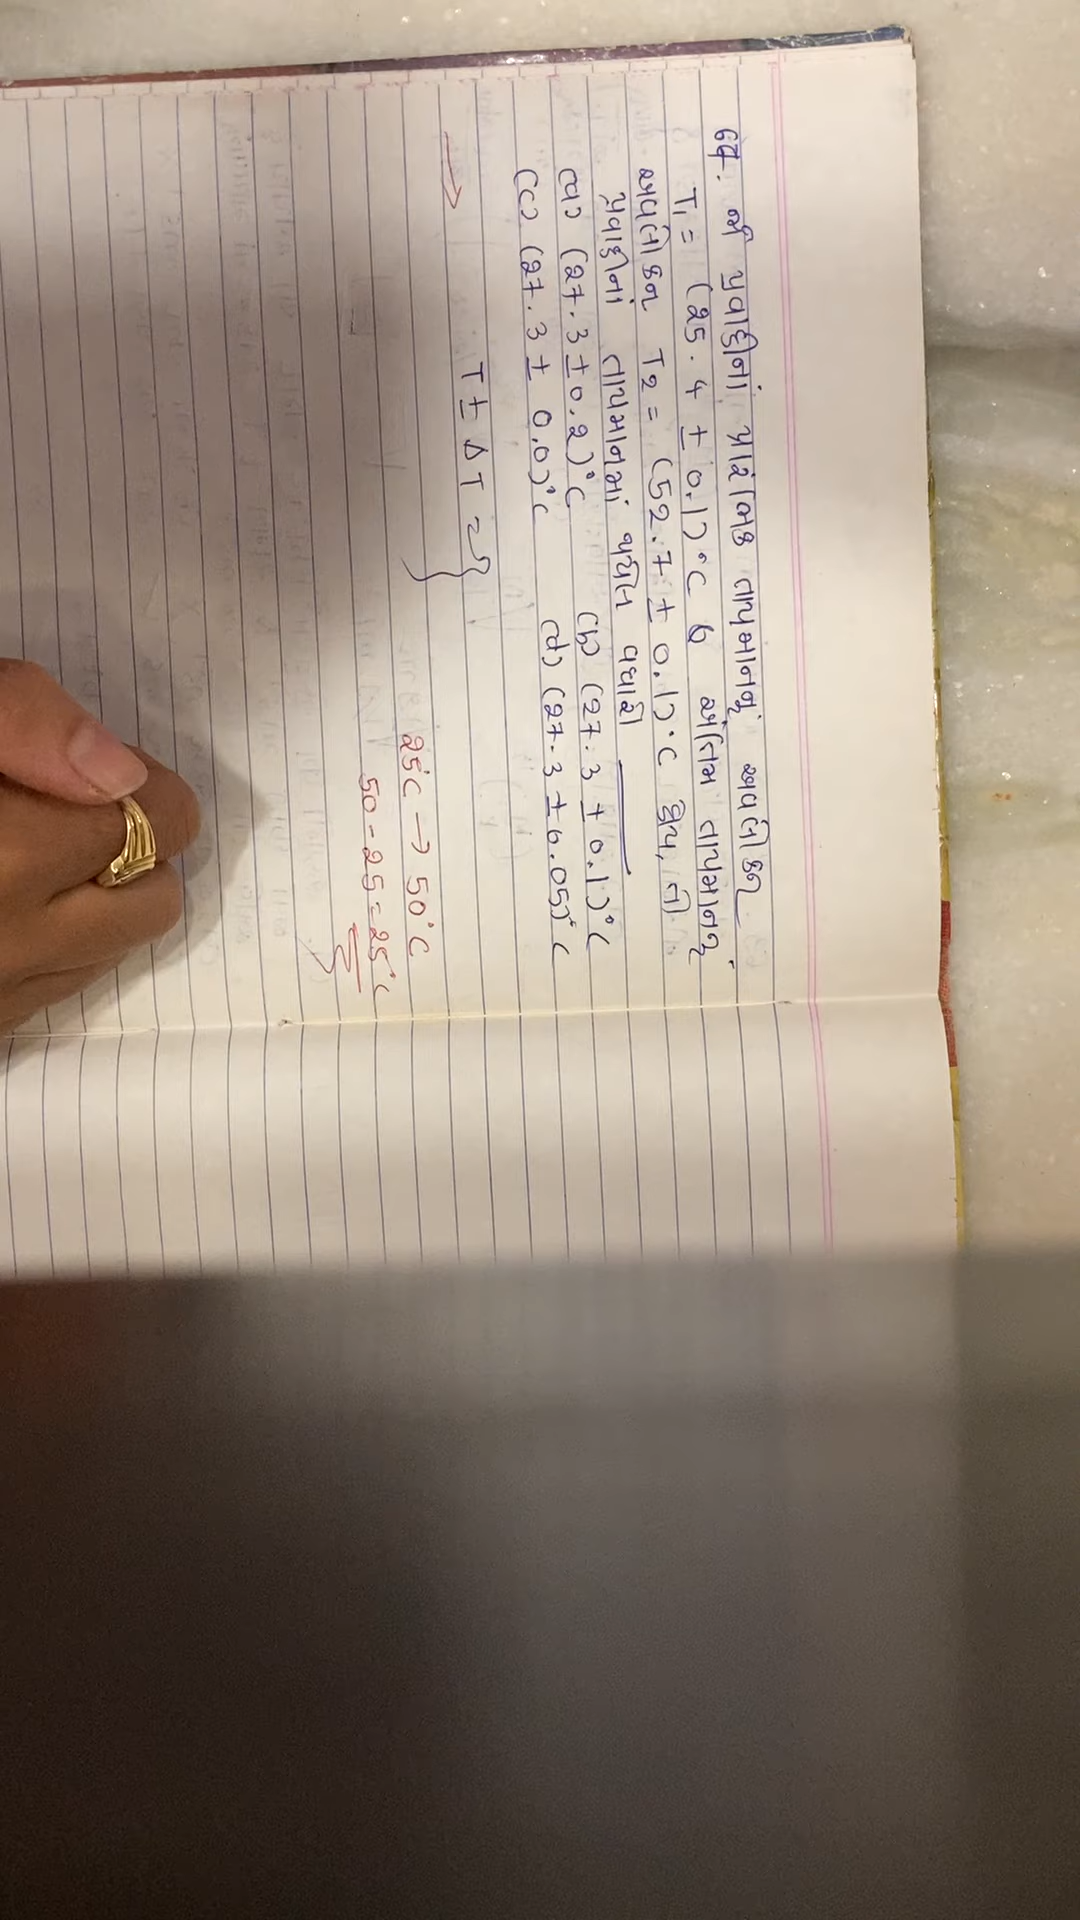 જો પ્રવાહીનાં પ્રારંભિક તાપમાનનું અવલોકન
T₁ = (25.4 ± 0.1)°C & અંતિમ તાપમાનનું
અવલોકન T₂ = (52.7 ± 0.1)°C હોય, તો
પ્રવાહીનાં તાપમાનમાં થયેલ વધારો
(a) (27.3 ± 0.2)°C (b) (27.3 ± 0.1)°C
(c) (27.3 ± 0.0)°C (d) (27.3 ± 0.05)°C
→ T ± ΔT = ?
25°C → 50°C
50 - 25 = 25°C